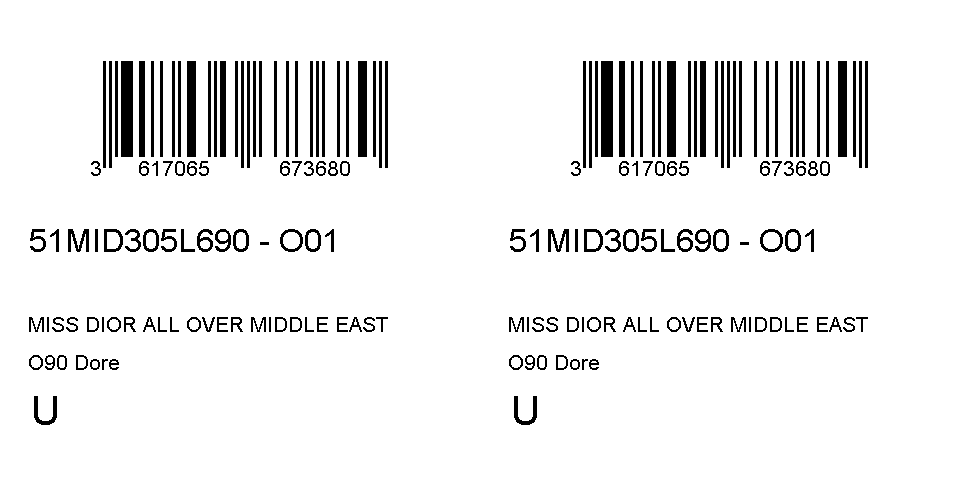 3 617065 673680
51MID305L690 - O01
MISS DIOR ALL OVER MIDDLE EAST
O90 Dore
U
3 617065 673680
51MID305L690 - O01
MISS DIOR ALL OVER MIDDLE EAST
O90 Dore
U